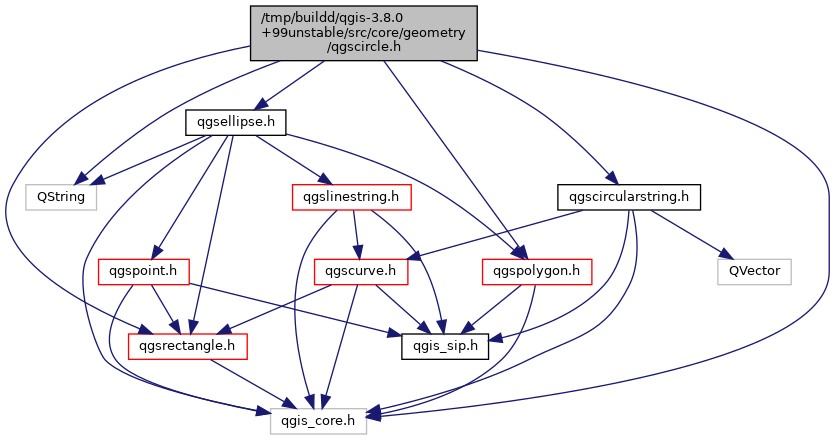 /tmp/buildd/qgis-3.8.0
+99unstable/src/core/geometry
/qgscircle.h
qgsellipse.h
QString
qgslinestring.h
qgscircularstring.h
qgspoint.h
qgscurve.h
qgspolygon.h
QVector
qgsrectangle.h
qgis_sip.h
qgis_core.h